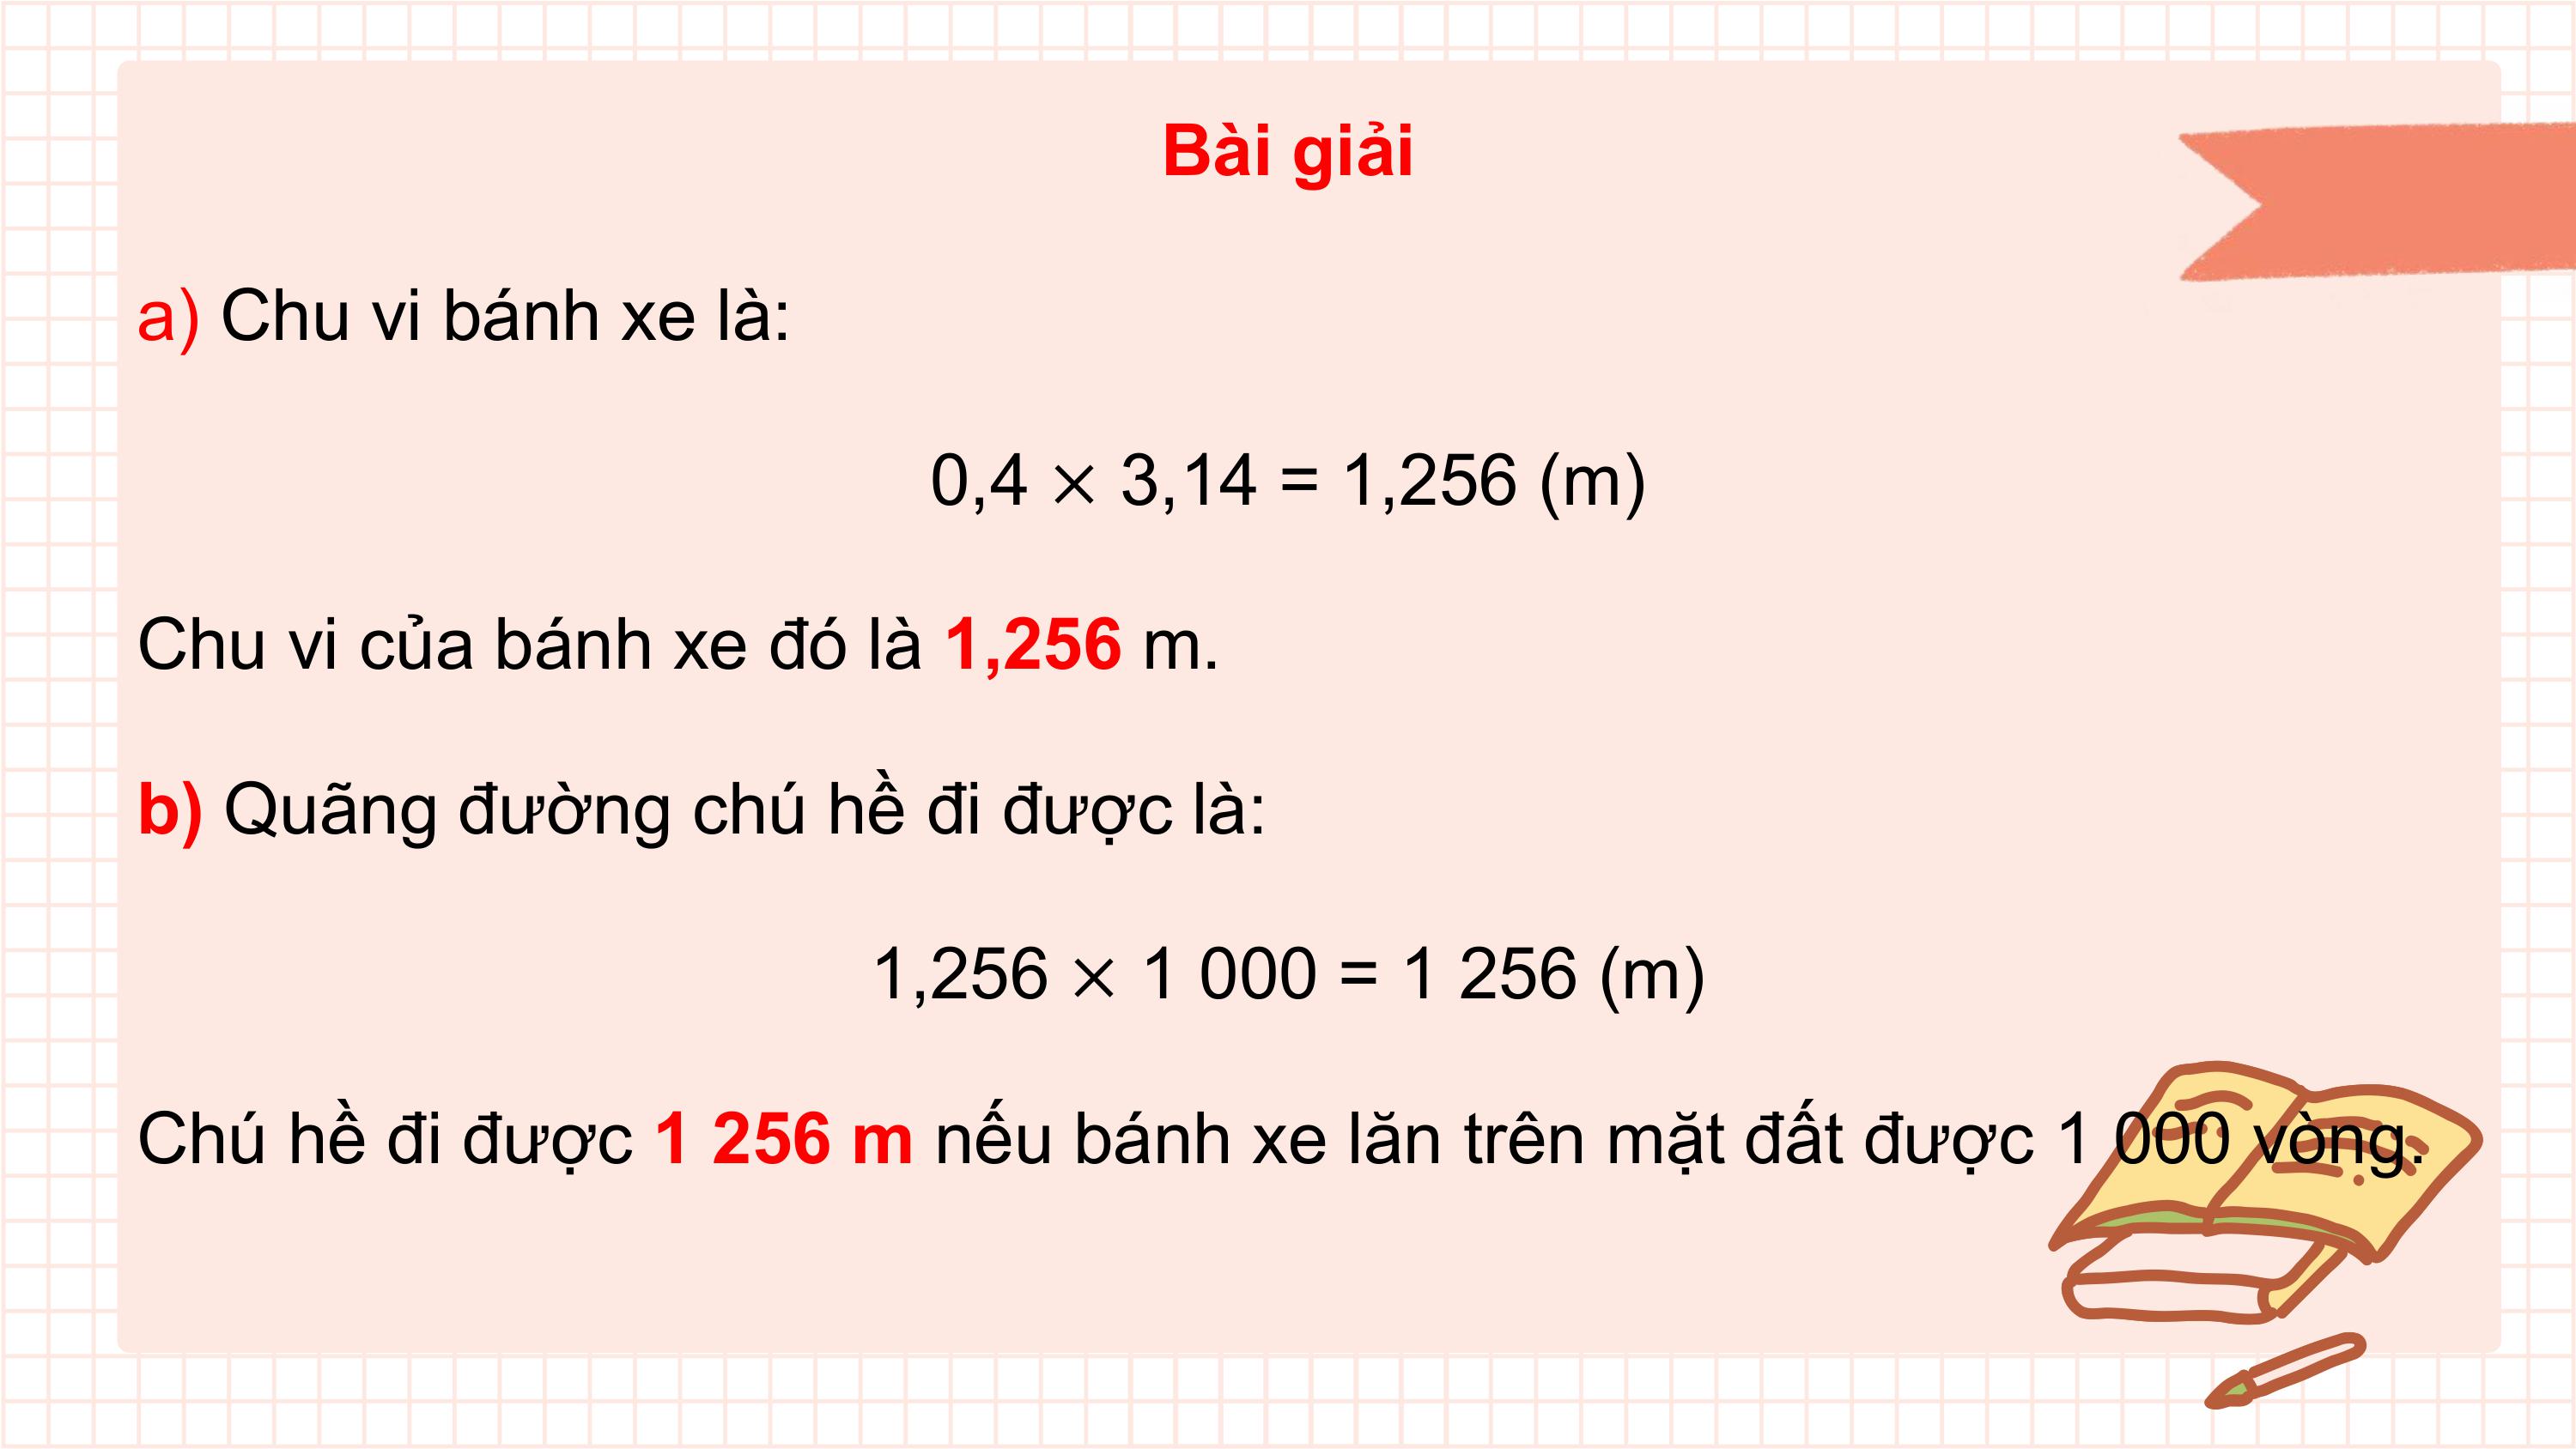 Bài giải
a) Chu vi bánh xe là:
0,4 × 3,14 = 1,256 (m)
Chu vi của bánh xe đó là 1,256 m.
b) Quãng đường chú hề đi được là:
1,256 × 1 000 = 1 256 (m)
Chú hề đi được 1 256 m nếu bánh xe lăn trên mặt đất được 1 000 vòng.